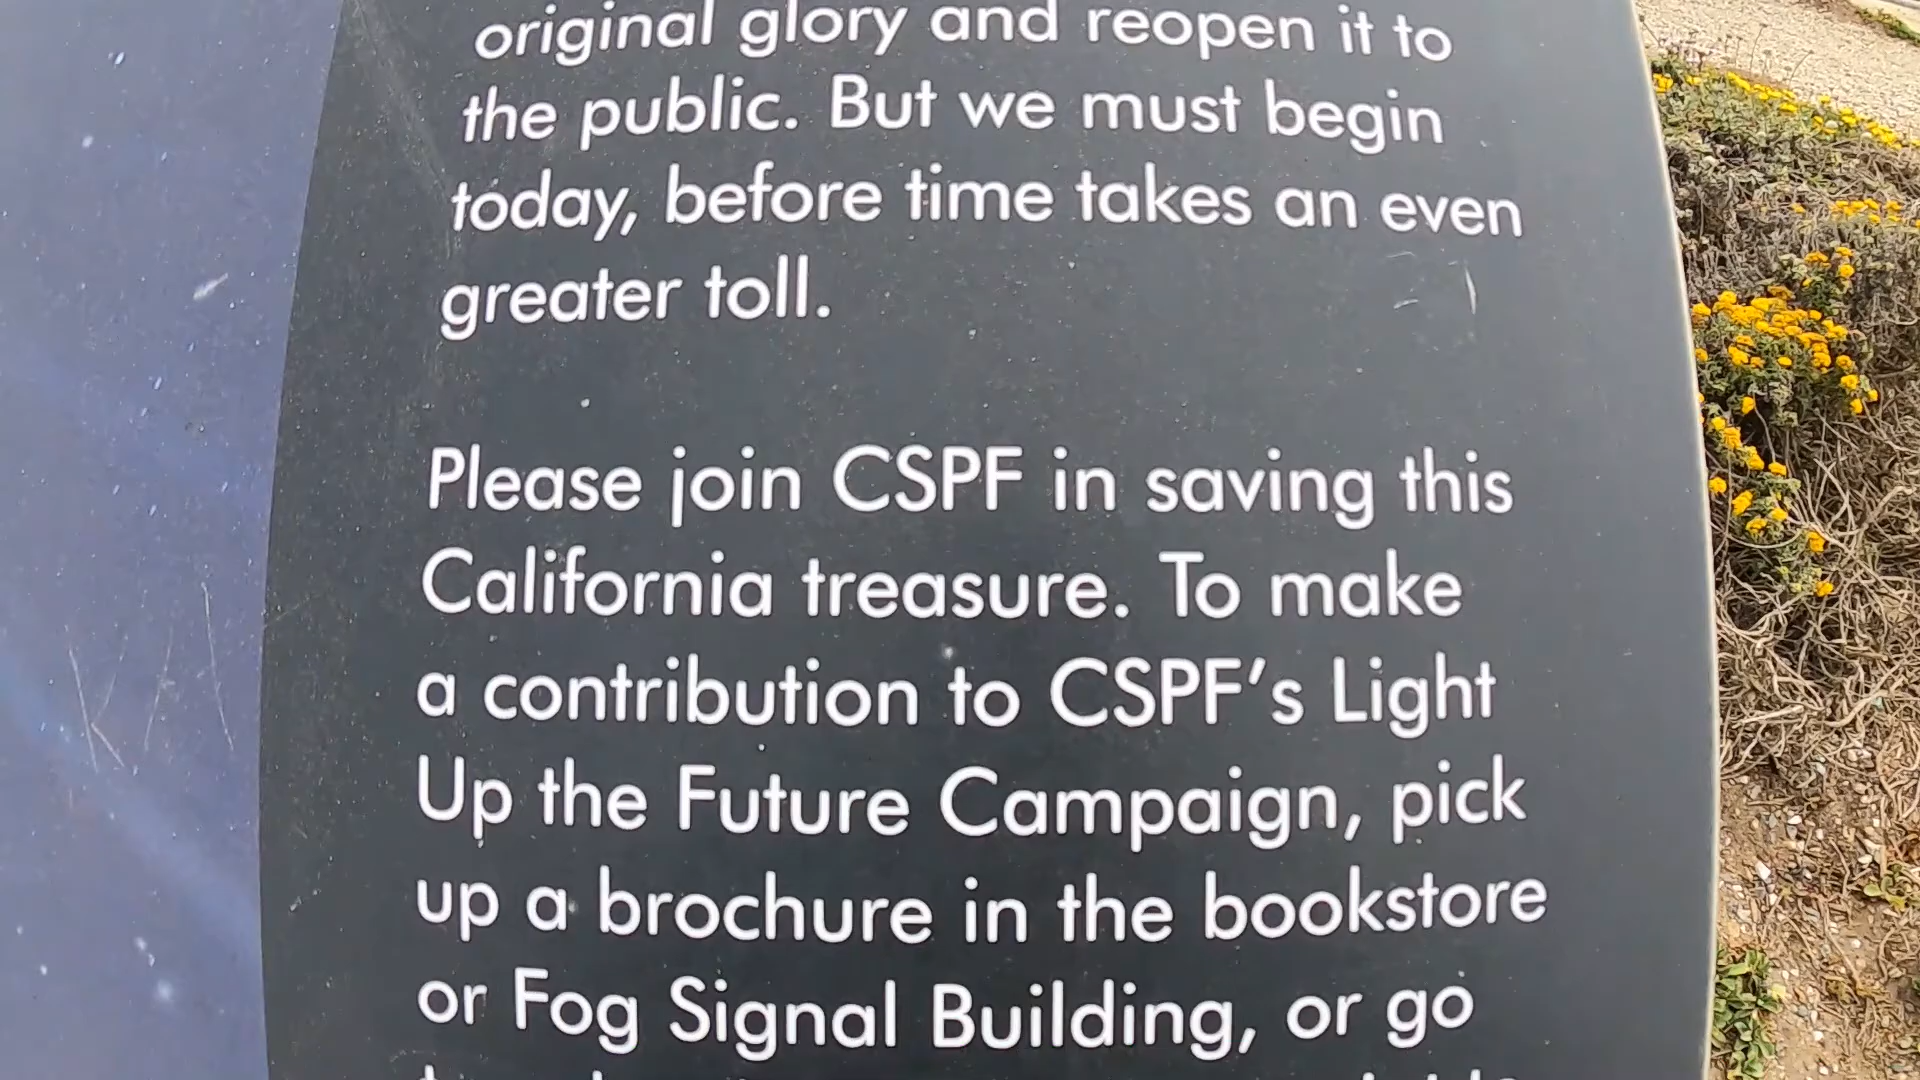 original glory and reopen it to
the public. But we must begin
today, before time takes an even
greater toll.
Please join CSPF in saving this
California treasure. To make
a contribution to CSPF's Light
Up the Future Campaign, pick
up a brochure in the bookstore
or Fog Signal Building, or go